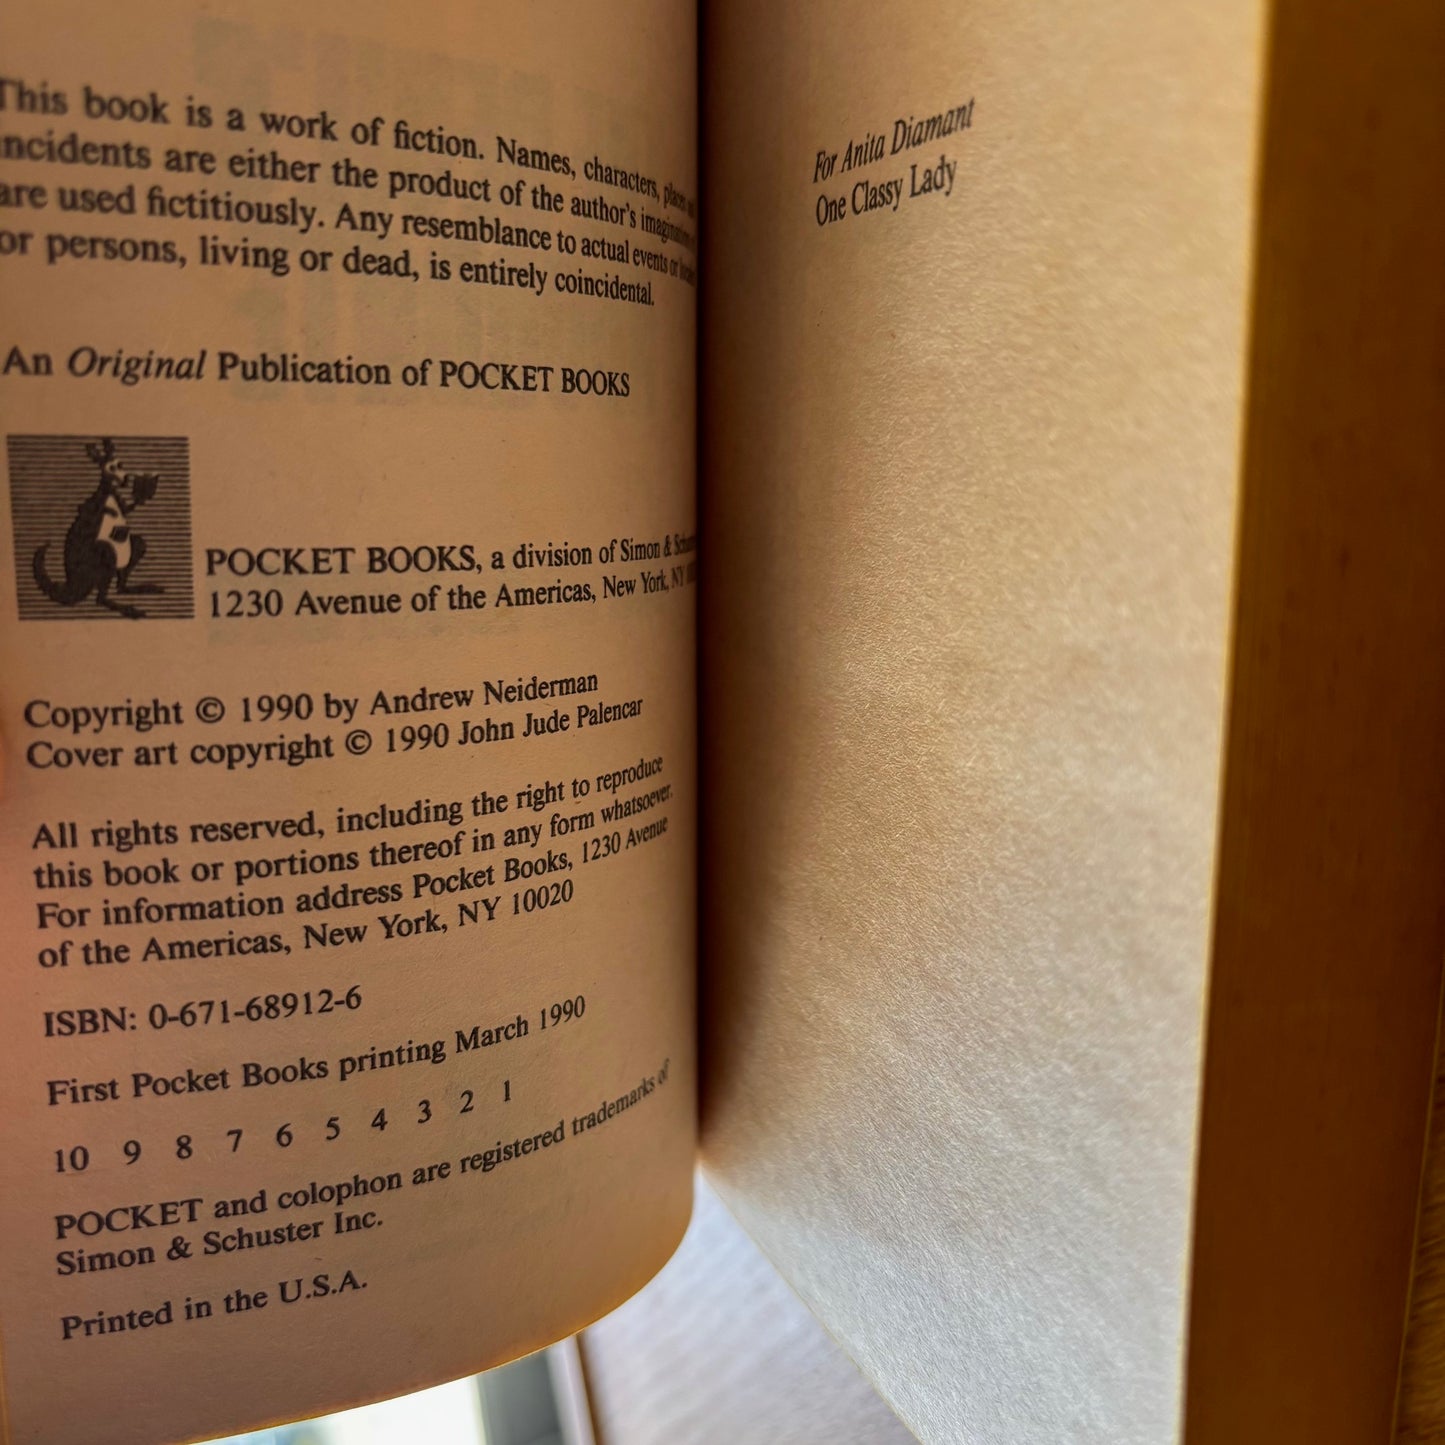 This book is a work of fiction. Names, characters, places
incidents are either the product of the author's imagination
are used fictitiously. Any resemblance to actual events or
or persons, living or dead, is entirely coincidental.
An Original Publication of POCKET BOOKS
POCKET BOOKS, a division of Simon &
1230 Avenue of the Americas, New York, NY
Copyright © 1990 by Andrew Neiderman
Cover art copyright © 1990 John Jude Palencar
All rights reserved, including the right to reproduce
this book or portions thereof in any form whatsoever.
For information address Pocket Books, 1230 Avenue
of the Americas, New York, NY 10020
ISBN: 0-671-68912-6
First Pocket Books printing March 1990
10 9 8 7 6 5 4 3 2 1
POCKET and colophon are registered trademarks of
Simon & Schuster Inc.
Printed in the U.S.A.
For Anita Diamant
One Classy Lady